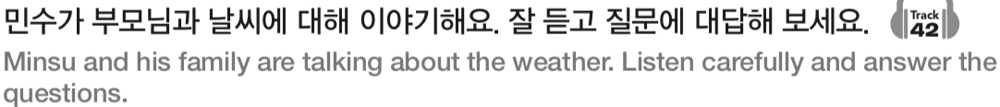 민수가 부모님과 날씨에 대해 이야기해요. 잘 듣고 질문에 대답해 보세요. Track 42
Minsu and his family are talking about the weather. Listen carefully and answer the
questions.